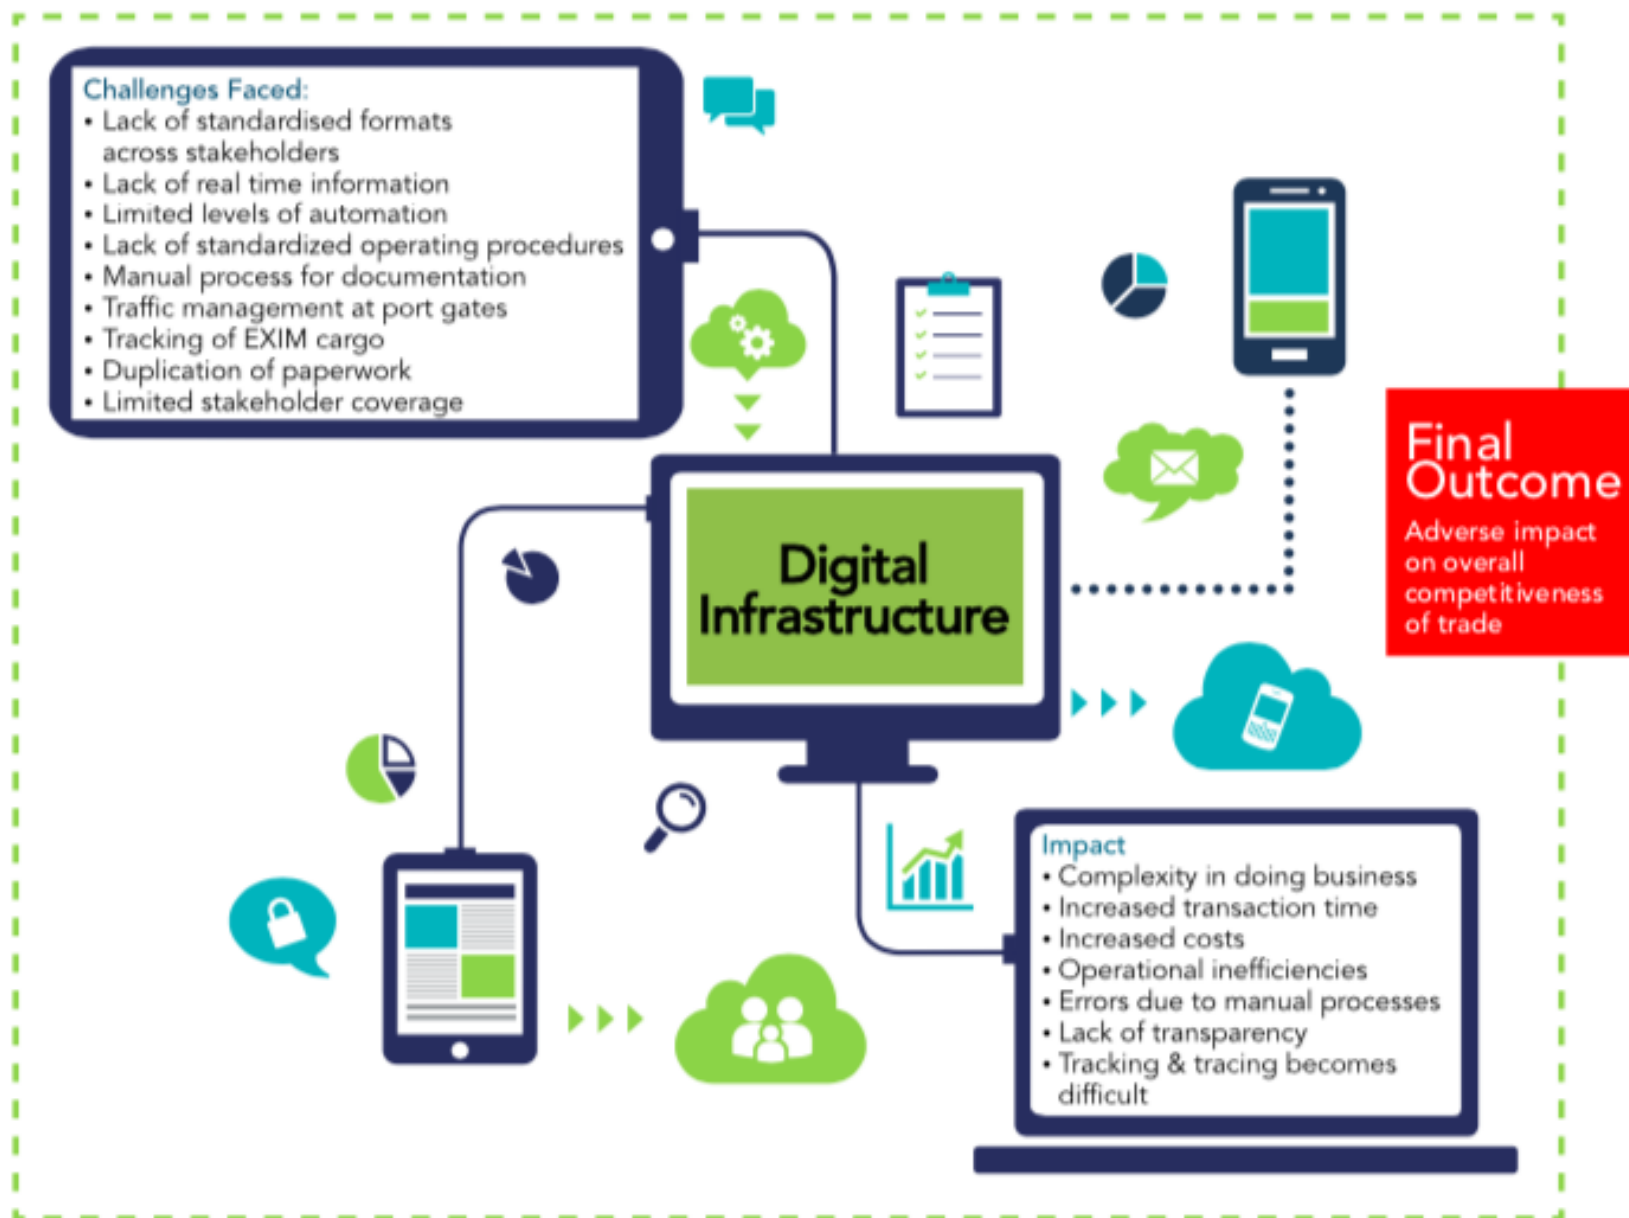 Challenges Faced:
• Lack of standardised formats
across stakeholders
• Lack of real time information
• Limited levels of automation
• Lack of standardized operating procedures
• Manual process for documentation
• Traffic management at port gates
• Tracking of EXIM cargo
• Duplication of paperwork
• Limited stakeholder coverage
Digital
Infrastructure
Final
Outcome
Adverse impact
on overall
competitiveness
of trade
Impact
• Complexity in doing business
• Increased transaction time
• Increased costs
• Operational inefficiencies
• Errors due to manual processes
• Lack of transparency
• Tracking & tracing becomes
difficult